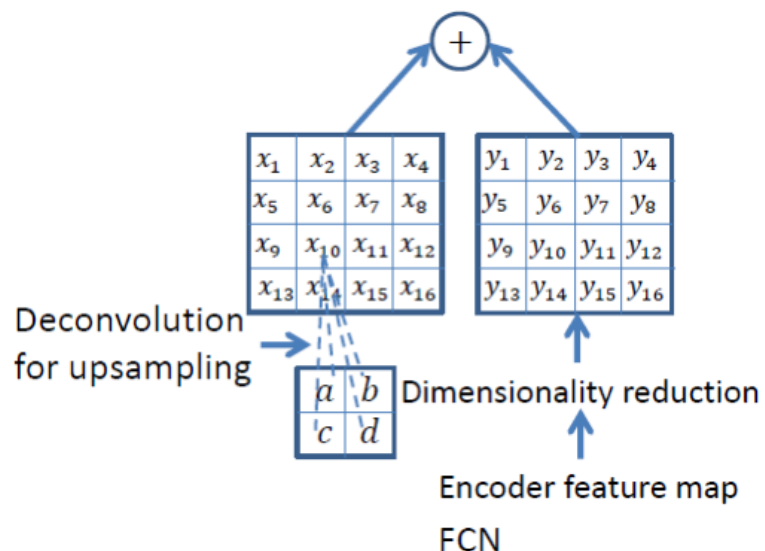 +
x₁ x₂ x₃ x₄
x₅ x₆ x₇ x₈
x₉ x₁₀ x₁₁ x₁₂
x₁₃ x₁₄ x₁₅ x₁₆
y₁ y₂ y₃ y₄
y₅ y₆ y₇ y₈
y₉ y₁₀ y₁₁ y₁₂
y₁₃ y₁₄ y₁₅ y₁₆
Deconvolution
for upsampling
a b
c d
Dimensionality reduction
Encoder feature map
FCN